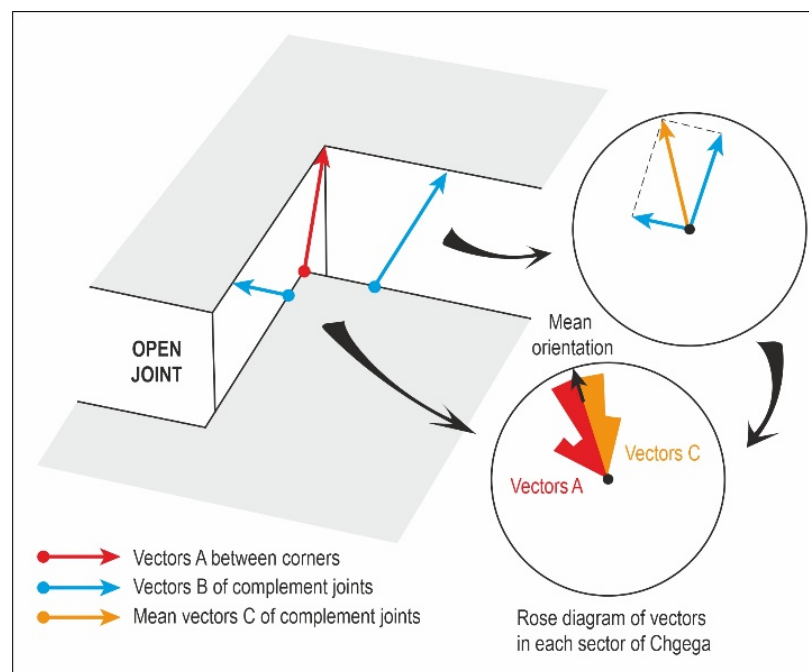 OPEN
JOINT
Mean
orientation
Vectors C
Vectors A
Vectors A between corners
Vectors B of complement joints
Mean vectors C of complement joints
Rose diagram of vectors
in each sector of Chgega